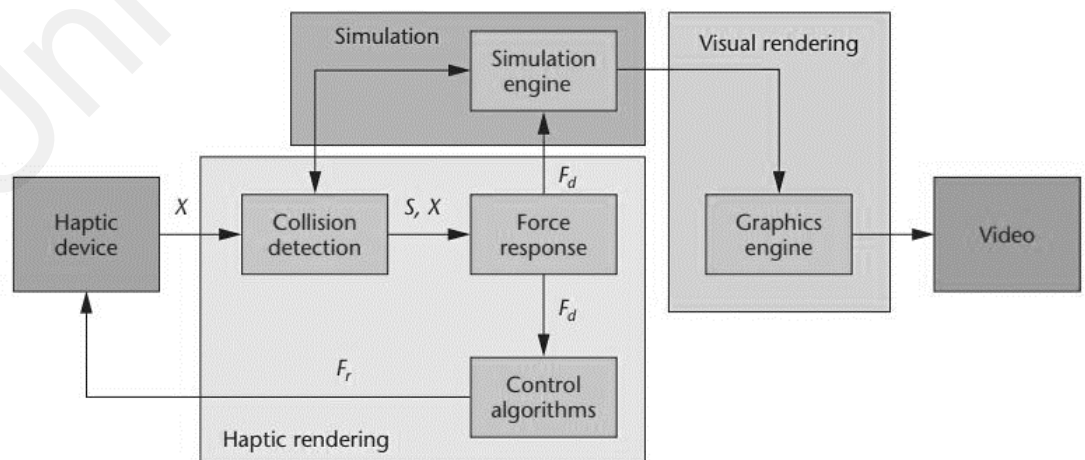 Uni
Simulation
Simulation
engine
Visual rendering
Haptic
device
X
Collision
detection
S, X
F_d
Force
response
Graphics
engine
Video
F_d
F_r
Control
algorithms
Haptic rendering